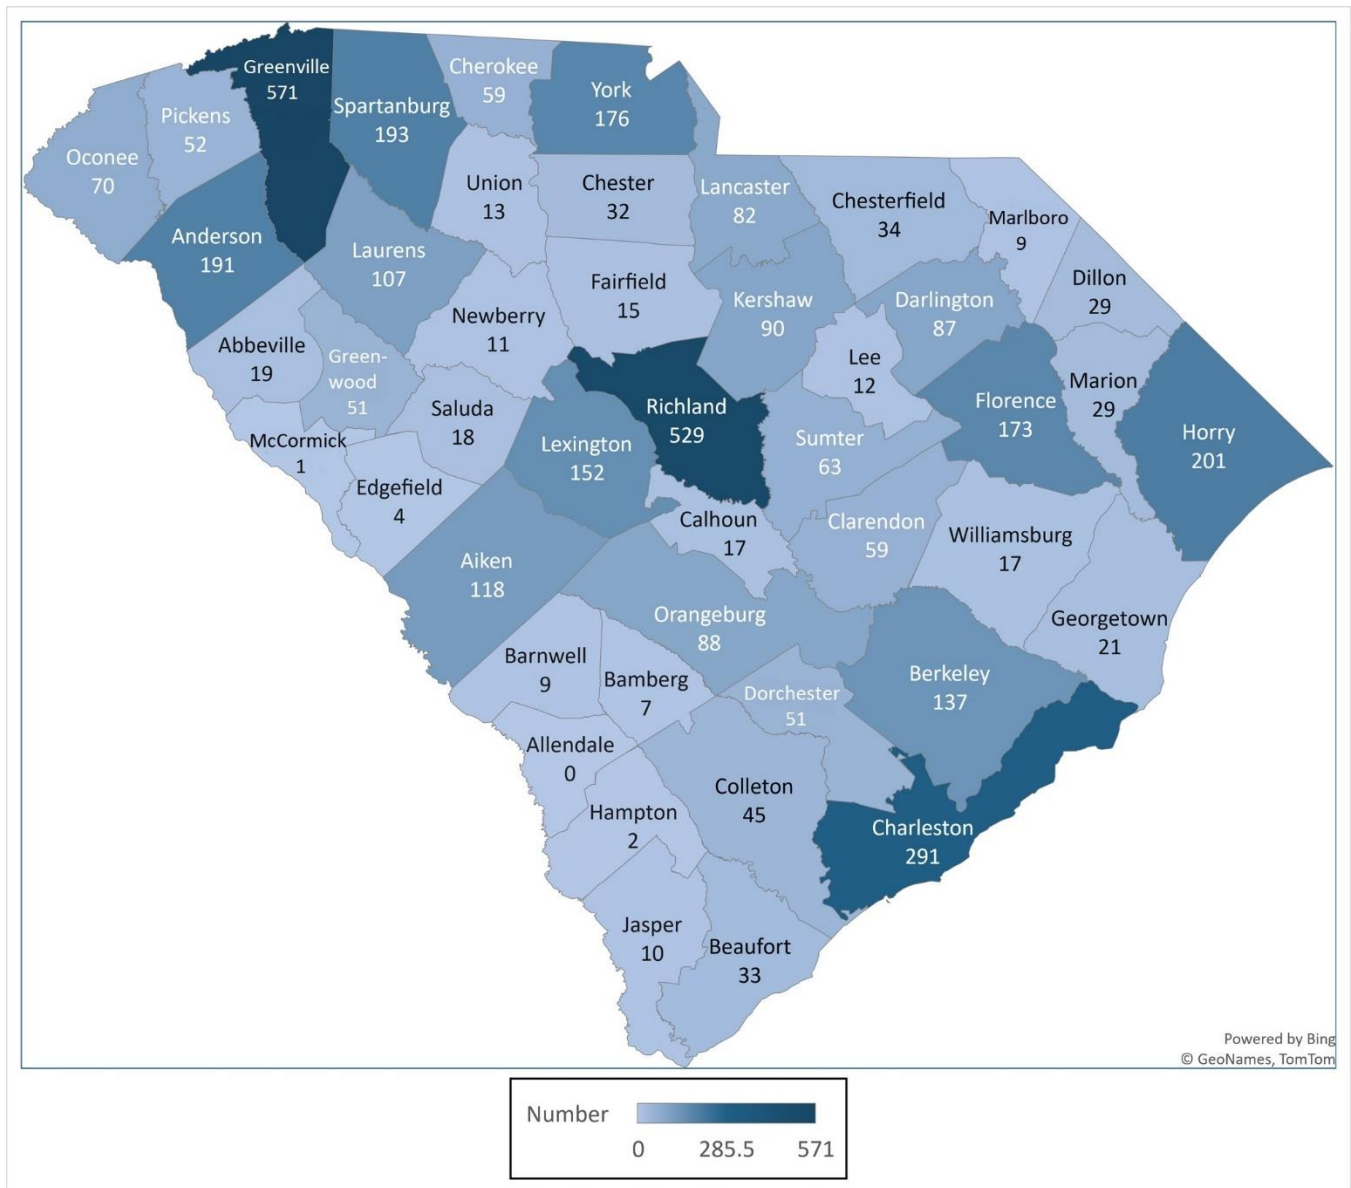 Greenville
571
Cherokee
59
York
176
Spartanburg
193
Pickens
52
Oconee
70
Union
13
Chester
32
Lancaster
82
Chesterfield
34
Marlboro
9
Anderson
191
Laurens
107
Dillon
29
Fairfield
15
Kershaw
90
Darlington
87
Newberry
11
Abbeville
19
Green-
wood
51
Lee
12
Marion
29
Saluda
18
Richland
529
Florence
173
McCormick
1
Lexington
152
Sumter
63
Horry
201
Edgefield
4
Calhoun
17
Clarendon
59
Williamsburg
17
Aiken
118
Orangeburg
88
Georgetown
21
Barnwell
9
Bamberg
7
Dorchester
51
Berkeley
137
Allendale
0
Colleton
45
Hampton
2
Charleston
291
Jasper
10
Beaufort
33
Powered by Bing
© GeoNames, TomTom
Number
0 285.5 571